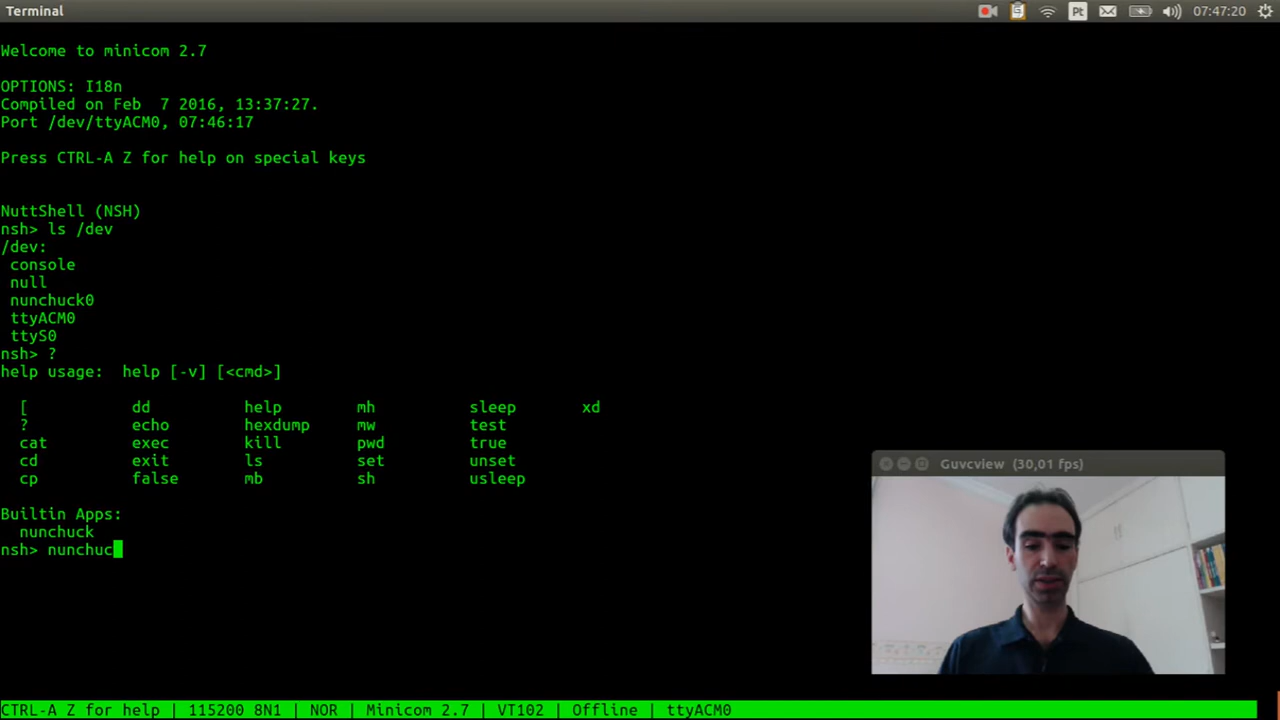 Terminal
Pt
07:47:20
Welcome to minicom 2.7
OPTIONS: I18n
Compiled on Feb  7 2016, 13:37:27.
Port /dev/ttyACM0, 07:46:17
Press CTRL-A Z for help on special keys
NuttShell (NSH)
nsh> ls /dev
/dev:
 console
 null
 nunchuck0
 ttyACM0
 ttyS0
nsh> ?
help usage:  help [-v] [<cmd>]
  [           dd          help        mh          sleep       xd
  ?           echo        hexdump     mw          test
  cat         exec        kill        pwd         true
  cd          exit        ls          set         unset
  cp          false       mb          sh          usleep
Builtin Apps:
  nunchuck
nsh> nunchuc
Guvcview  (30,01 fps)
CTRL-A Z for help | 115200 8N1 | NOR | Minicom 2.7 | VT102 | Offline | ttyACM0